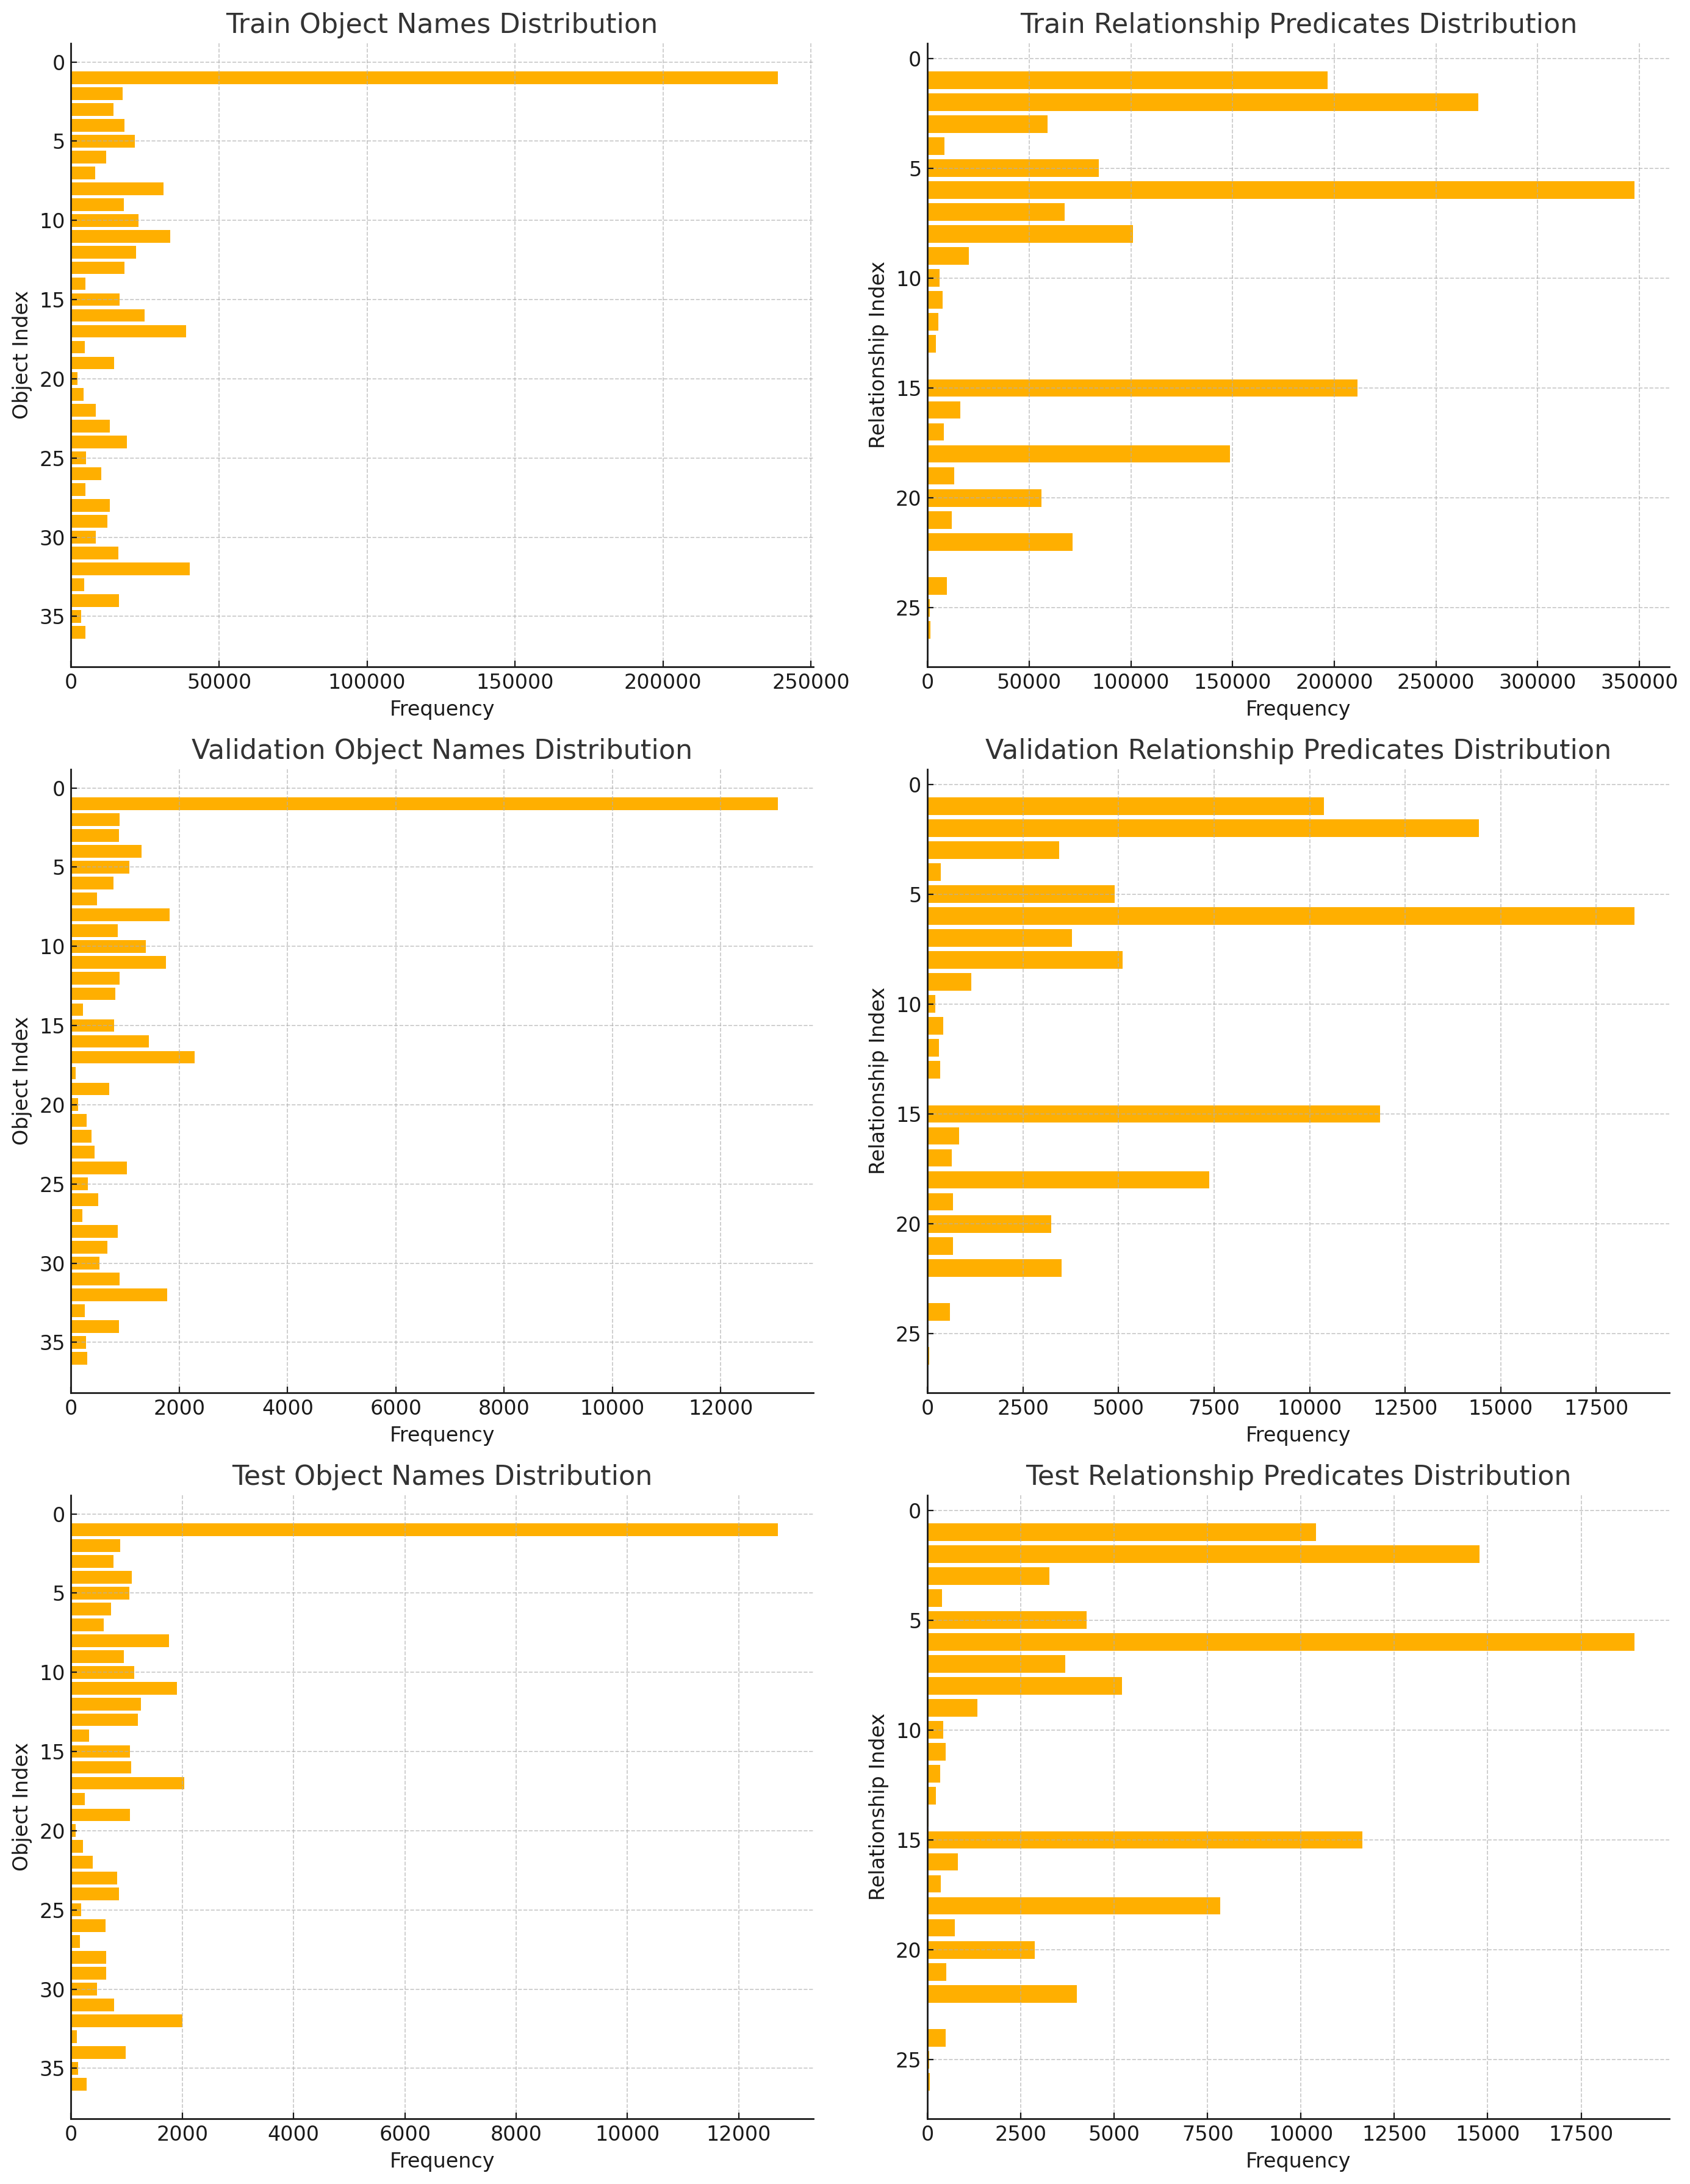 Train Object Names Distribution
Object Index
0
5
10
15
20
25
30
35
0 50000 100000 150000 200000 250000
Frequency
Train Relationship Predicates Distribution
Relationship Index
0
5
10
15
20
25
0 50000 100000 150000 200000 250000 300000 350000
Frequency
Validation Object Names Distribution
Object Index
0
5
10
15
20
25
30
35
0 2000 4000 6000 8000 10000 12000
Frequency
Validation Relationship Predicates Distribution
Relationship Index
0
5
10
15
20
25
0 2500 5000 7500 10000 12500 15000 17500
Frequency
Test Object Names Distribution
Object Index
0
5
10
15
20
25
30
35
0 2000 4000 6000 8000 10000 12000
Frequency
Test Relationship Predicates Distribution
Relationship Index
0
5
10
15
20
25
0 2500 5000 7500 10000 12500 15000 17500
Frequency